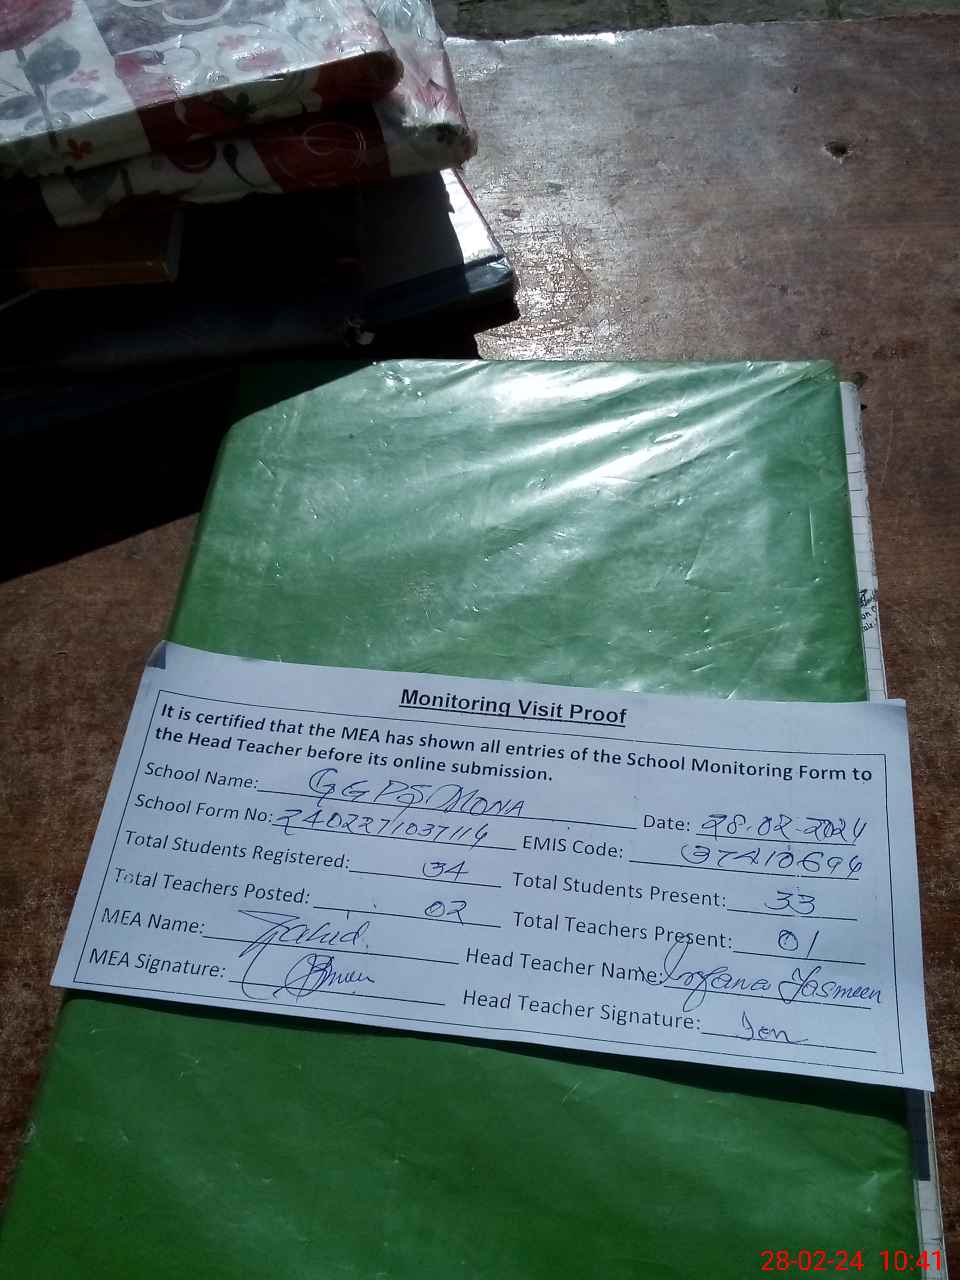 Monitoring Visit Proof
It is certified that the MEA has shown all entries of the School Monitoring Form to
the Head Teacher before its online submission.
School Name: GGPS Mona Date: 28.02.2024
School Form No: 2402271037114 EMIS Code: 37410694
Total Students Registered: 34 Total Students Present: 33
Total Teachers Posted: 02 Total Teachers Present: 01
MEA Name: Zahid. Head Teacher Name: Yasmeen
MEA Signature: Head Teacher Signature:
28-02-24 10:41